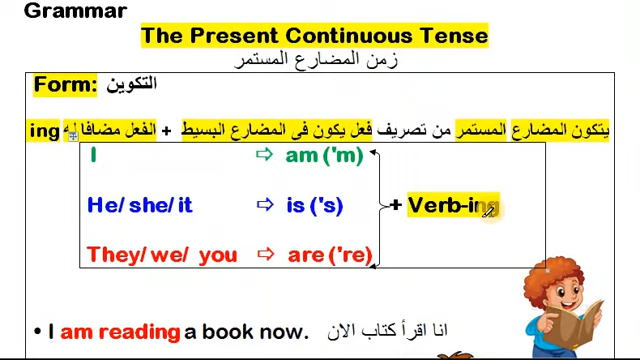 Grammar
The Present Continuous Tense
زمن المضارع المستمر
Form: التكوين
يتكون المضارع المستمر من تصريف فعل يكون فى المضارع البسيط + الفعل مضافا له ing
I ⇨ am ('m)
He/ she/ it ⇨ is ('s) + Verb-ing
They/ we/ you ⇨ are ('re)
• I am reading a book now. انا اقرأ كتاب الان